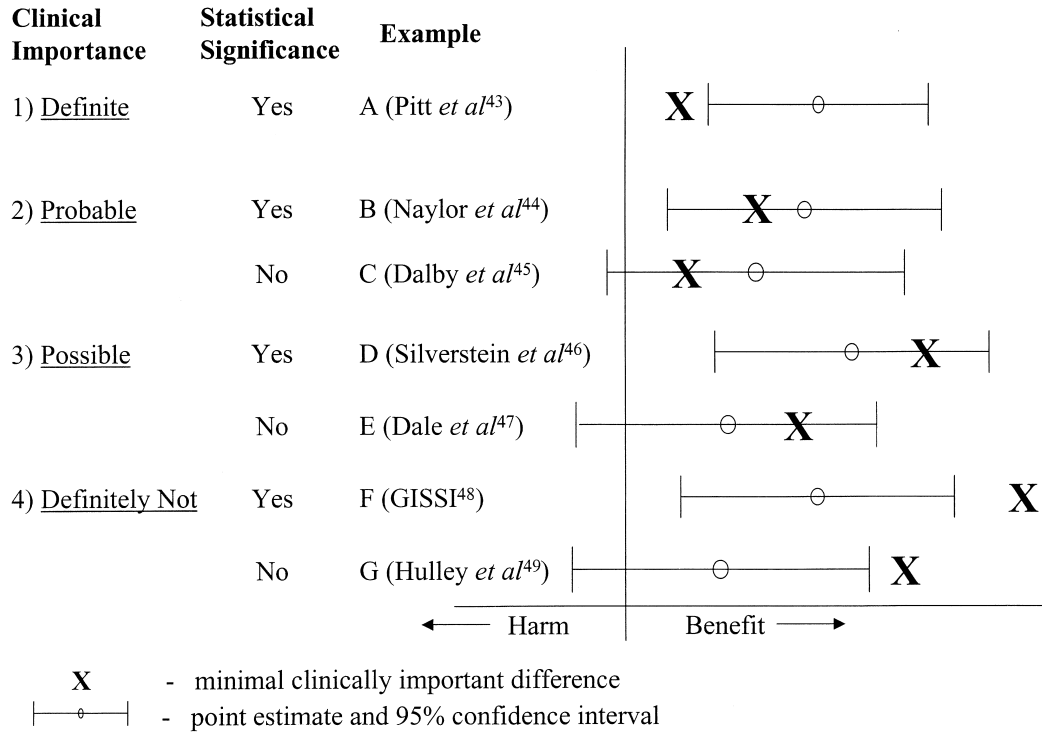 Clinical Importance Statistical Significance Example
1) Definite Yes A (Pitt et al43) X
2) Probable Yes B (Naylor et al44) X
No C (Dalby et al45) X
3) Possible Yes D (Silverstein et al46) X
No E (Dale et al47) X
4) Definitely Not Yes F (GISSI48) X
No G (Hulley et al49) X
Harm Benefit
X - minimal clinically important difference
- point estimate and 95% confidence interval